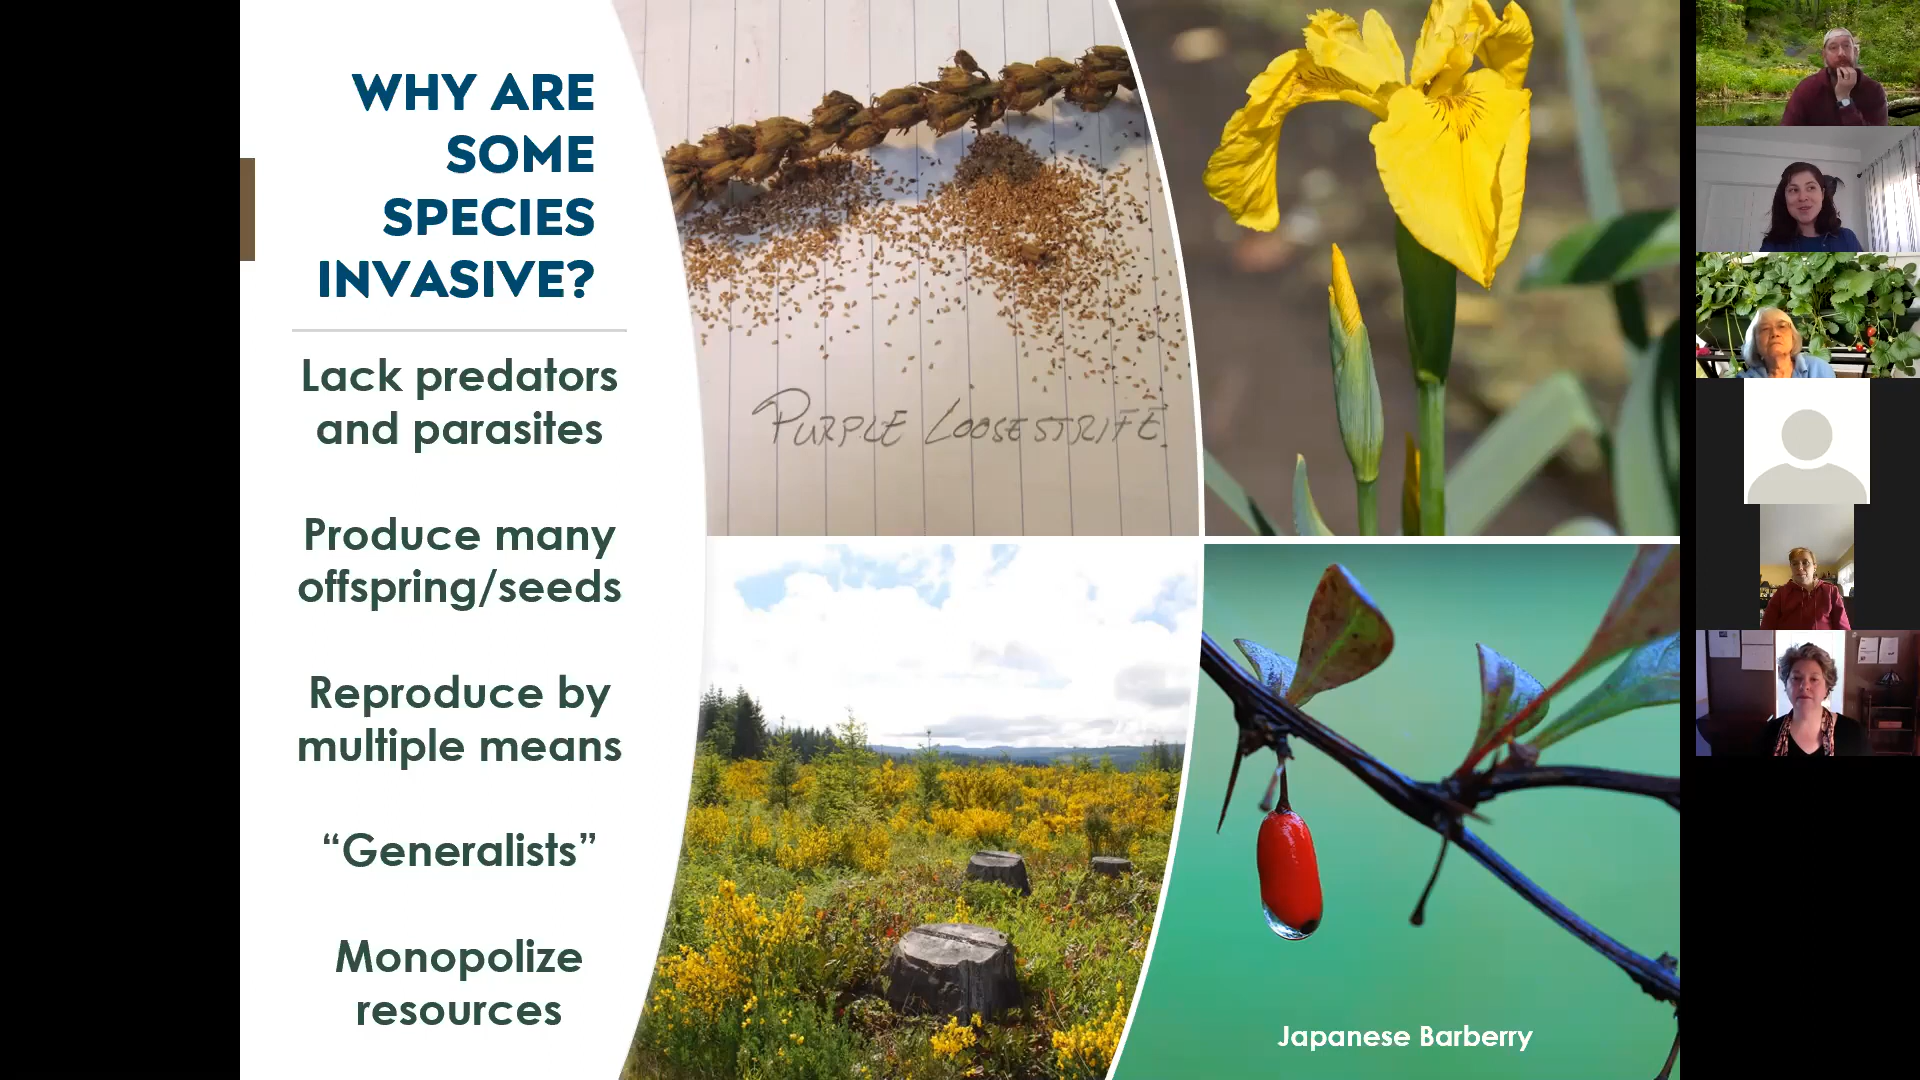 WHY ARE
SOME
SPECIES
INVASIVE?
Lack predators
and parasites
Produce many
offspring/seeds
Reproduce by
multiple means
“Generalists”
Monopolize
resources
PURPLE LOOSESTRIFE.
Japanese Barberry